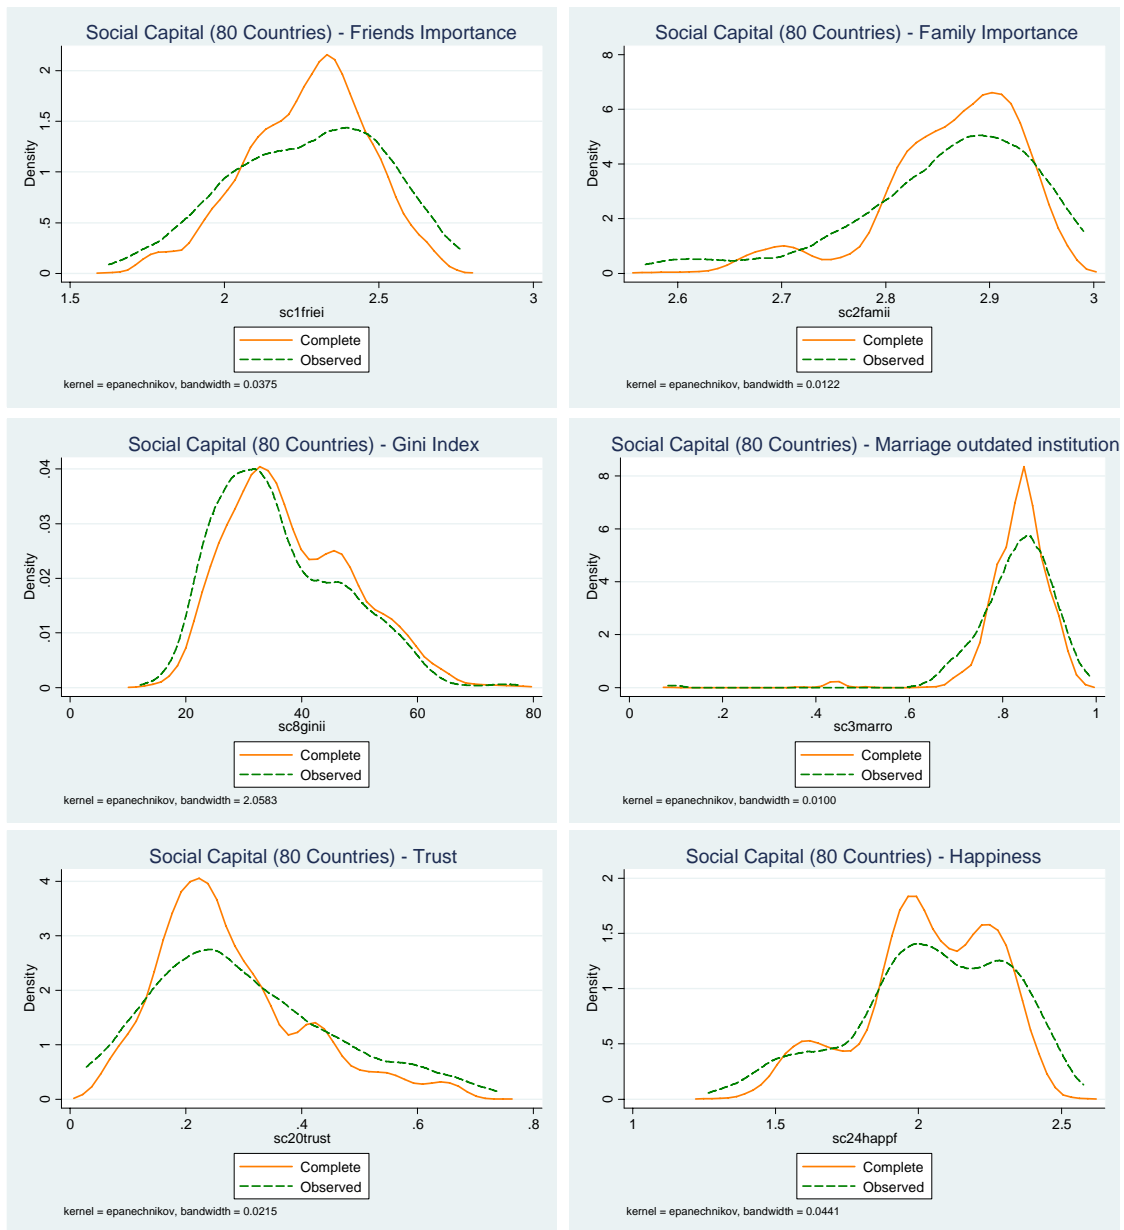 Social Capital (80 Countries) - Friends Importance
Density
0
.5
1
1.5
2
1.5
2
2.5
3
sc1friei
Complete
Observed
kernel = epanechnikov, bandwidth = 0.0375
Social Capital (80 Countries) - Family Importance
Density
0
2
4
6
8
2.6
2.7
2.8
2.9
3
sc2famii
Complete
Observed
kernel = epanechnikov, bandwidth = 0.0122
Social Capital (80 Countries) - Gini Index
Density
0
.01
.02
.03
.04
0
20
40
60
80
sc8ginii
Complete
Observed
kernel = epanechnikov, bandwidth = 2.0583
Social Capital (80 Countries) - Marriage outdated institution
Density
0
2
4
6
8
0
.2
.4
.6
.8
1
sc3marro
Complete
Observed
kernel = epanechnikov, bandwidth = 0.0100
Social Capital (80 Countries) - Trust
Density
0
1
2
3
4
0
.2
.4
.6
.8
sc20trust
Complete
Observed
kernel = epanechnikov, bandwidth = 0.0215
Social Capital (80 Countries) - Happiness
Density
0
.5
1
1.5
2
1
1.5
2
2.5
sc24happf
Complete
Observed
kernel = epanechnikov, bandwidth = 0.0441